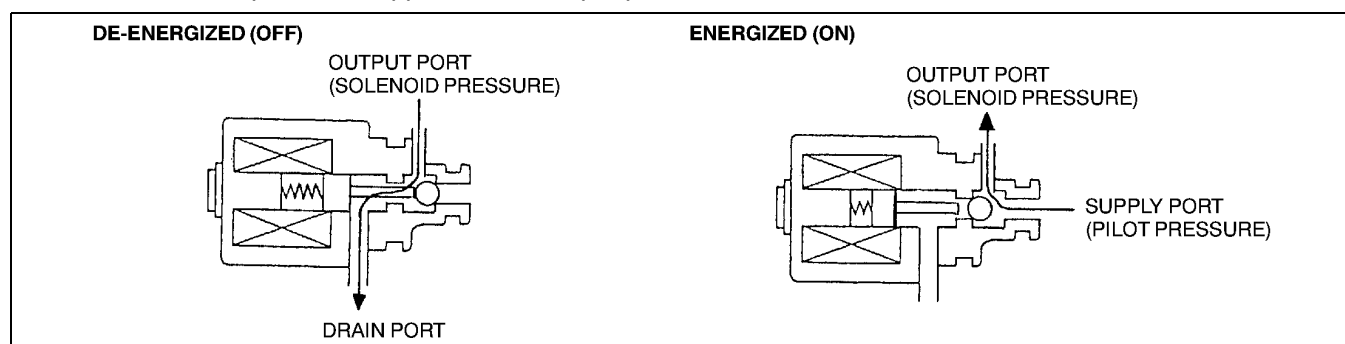 DE-ENERGIZED (OFF)
OUTPUT PORT
(SOLENOID PRESSURE)
DRAIN PORT
ENERGIZED (ON)
OUTPUT PORT
(SOLENOID PRESSURE)
SUPPLY PORT
(PILOT PRESSURE)